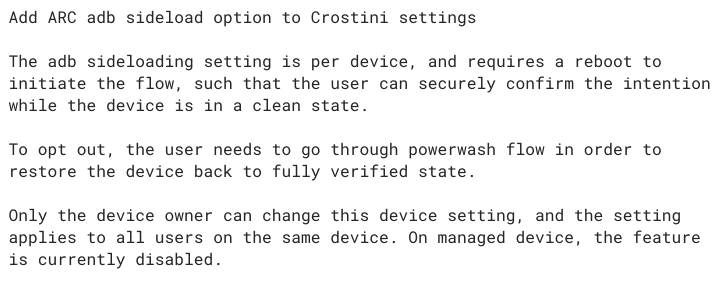 Add ARC adb sideload option to Crostini settings
The adb sideloading setting is per device, and requires a reboot to
initiate the flow, such that the user can securely confirm the intention
while the device is in a clean state.
To opt out, the user needs to go through powerwash flow in order to
restore the device back to fully verified state.
Only the device owner can change this device setting, and the setting
applies to all users on the same device. On managed device, the feature
is currently disabled.